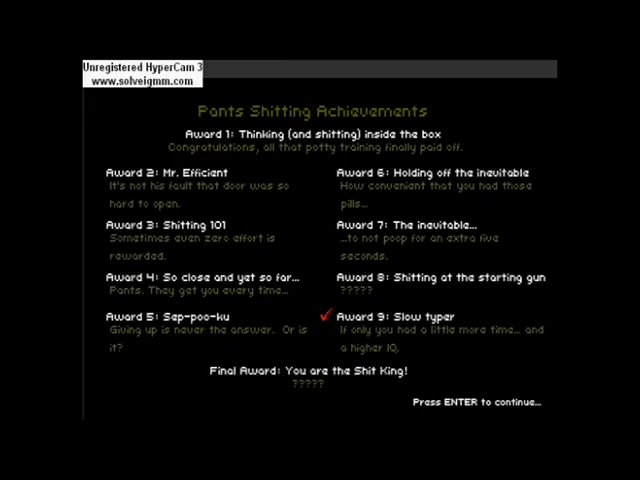 Unregistered HyperCam 3
www.solveigmm.com
Pants Shitting Achievements
Award 1: Thinking (and shitting) inside the box
Congratulations, all that potty training finally paid off.
Award 2: Mr. Efficient
It's not his fault that door was so
hard to open.
Award 3: Shitting 101
Sometimes even zero effort is
rewarded.
Award 4: So close and yet so far...
Pants. They get you every time...
Award 5: Sep-poo-ku
Giving up is never the answer. Or is
it?
Award 6: Holding off the inevitable
How convenient that you had those
pills...
Award 7: The inevitable...
...to not poop for an extra five
seconds.
Award 8: Shitting at the starting gun
?????
Award 9: Slow typer
If only you had a little more time... and
a higher IQ.
Final Award: You are the Shit King!
?????
Press ENTER to continue...